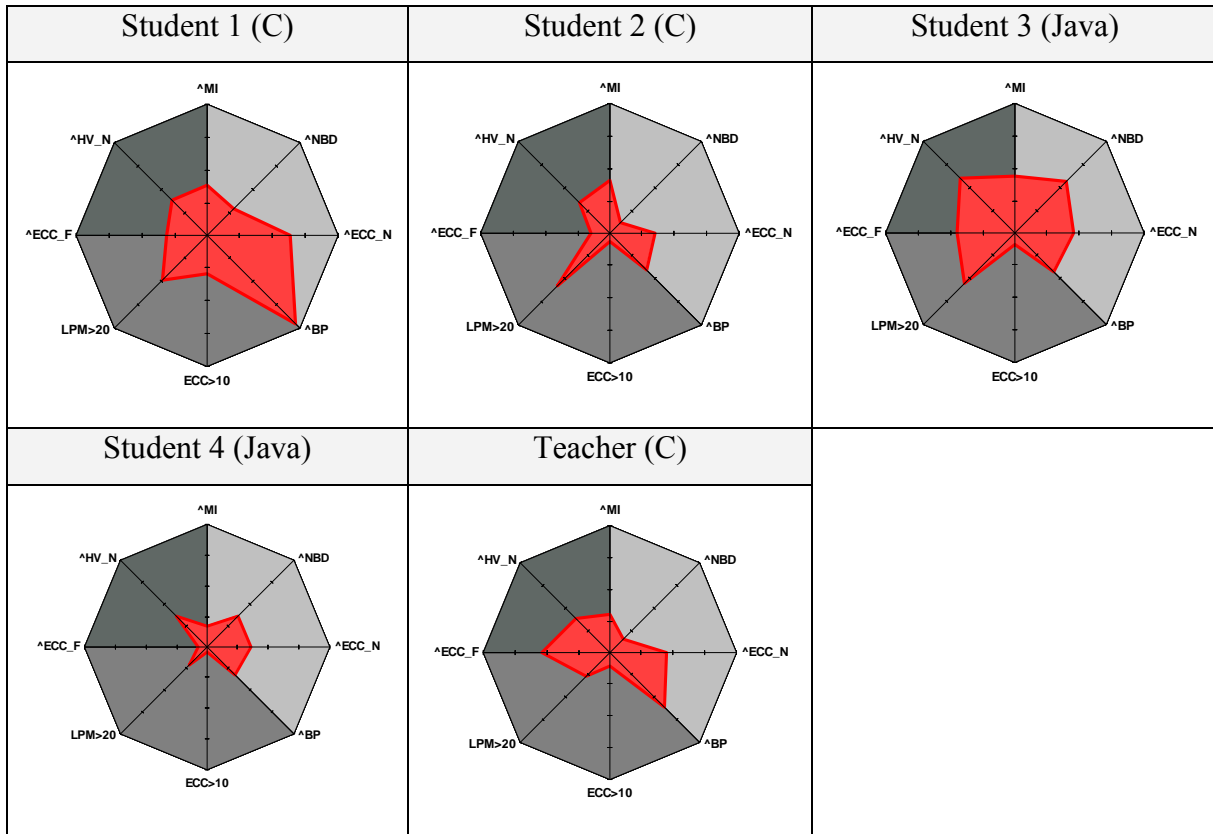 Student 1 (C)
Student 2 (C)
Student 3 (Java)
^MI
^HV_N
^NBD
^ECC_F
^ECC_N
LPM>20
^BP
ECC>10
^MI
^HV_N
^NBD
^ECC_F
^ECC_N
LPM>20
^BP
ECC>10
^MI
^HV_N
^NBD
^ECC_F
^ECC_N
LPM>20
^BP
ECC>10
Student 4 (Java)
Teacher (C)
^MI
^HV_N
^NBD
^ECC_F
^ECC_N
LPM>20
^BP
ECC>10
^MI
^HV_N
^NBD
^ECC_F
^ECC_N
LPM>20
^BP
ECC>10